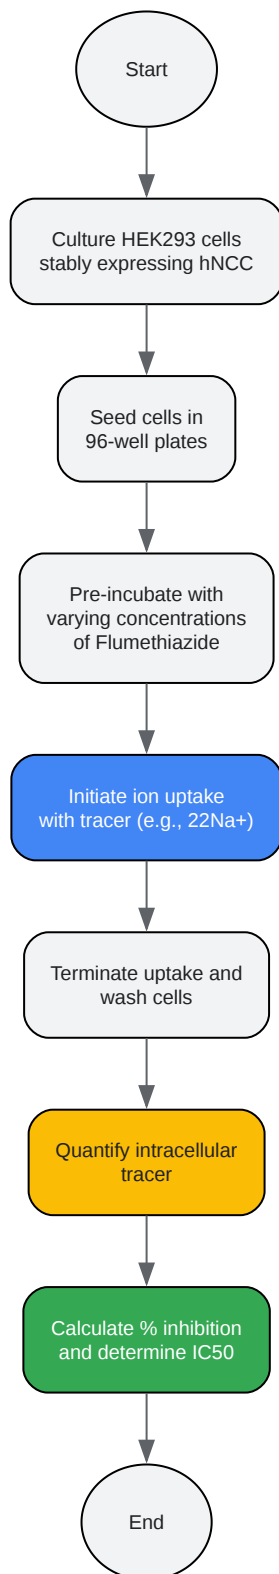 Start
Culture HEK293 cells
stably expressing hNCC
Seed cells in
96-well plates
Pre-incubate with
varying concentrations
of Flumethiazide
Initiate ion uptake
with tracer (e.g., 22Na+)
Terminate uptake and
wash cells
Quantify intracellular
tracer
Calculate % inhibition
and determine IC50
End